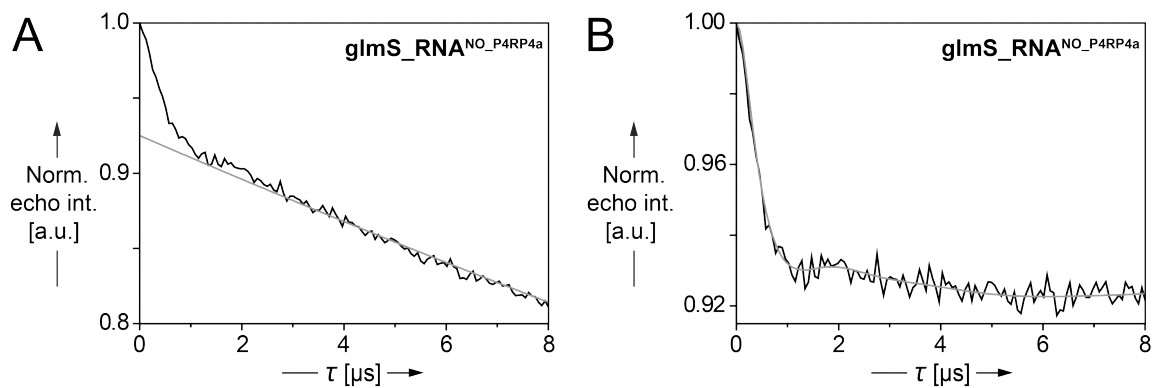 A
glmS_RNA^NO_P4RP4a
1.0
0.9
0.8
Norm.
echo int.
[a.u.]
0 2 4 6 8
τ [µs]
B
glmS_RNA^NO_P4RP4a
1.00
0.96
0.92
Norm.
echo int.
[a.u.]
0 2 4 6 8
τ [µs]